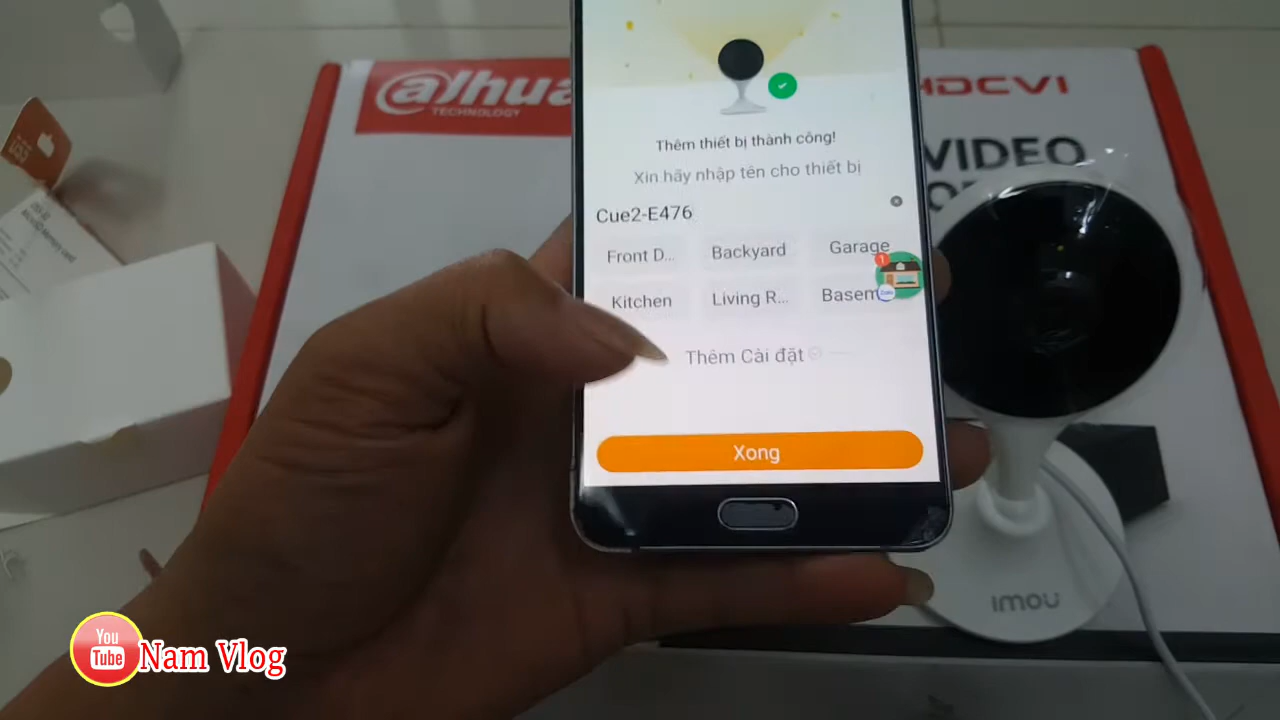 alhua
TECHNOLOGY
HDCVI
VIDEO
Thêm thiết bị thành công!
Xin hãy nhập tên cho thiết bị
Cue2-E476
Front D...
Backyard
Garage
1
Kitchen
Living R...
Basem
Thêm Cài đặt
Xong
imou
You
Tube
Nam Vlog